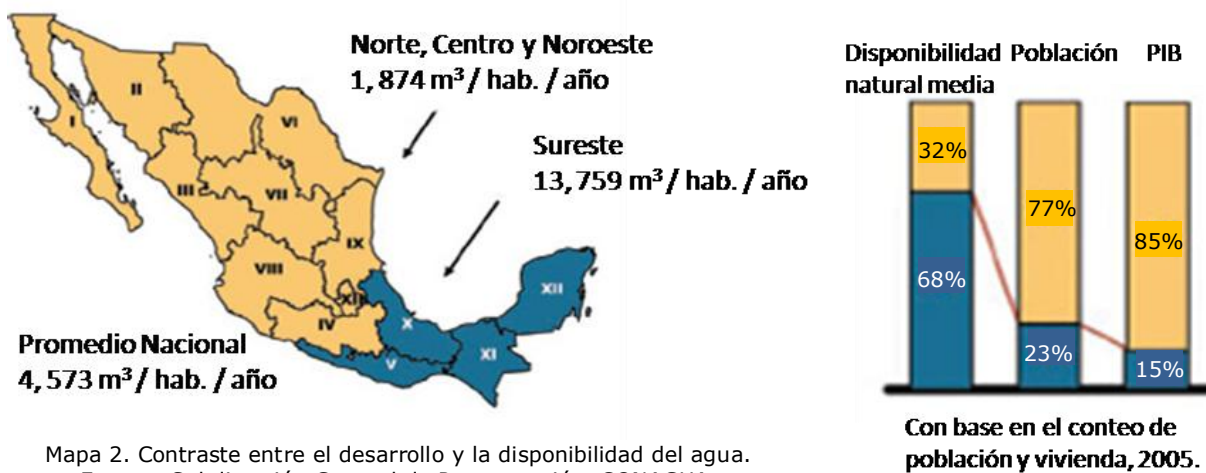 Norte, Centro y Noroeste
1, 874 m³ / hab. / año
Sureste
13, 759 m³ / hab. / año
Promedio Nacional
4, 573 m³ / hab. / año
I
II
III
IV
V
VI
VII
VIII
IX
X
XI
XII
Disponibilidad Población PIB
natural media
32%
77%
85%
68%
23%
15%
Con base en el conteo de
población y vivienda, 2005.
Mapa 2. Contraste entre el desarrollo y la disponibilidad del agua.